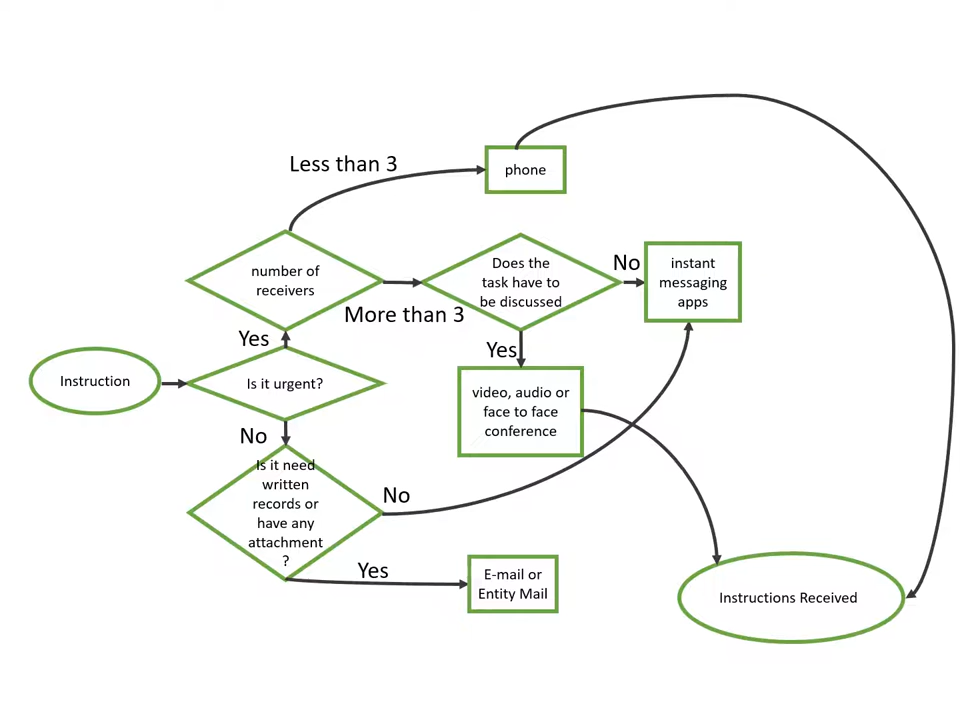 Less than 3
phone
number of
receivers
Does the
task have to
be discussed
No
instant
messaging
apps
More than 3
Yes
Yes
Instruction
Is it urgent?
video, audio or
face to face
conference
No
Is it need
written
records or
have any
attachment
?
No
Yes
E-mail or
Entity Mail
Instructions Received